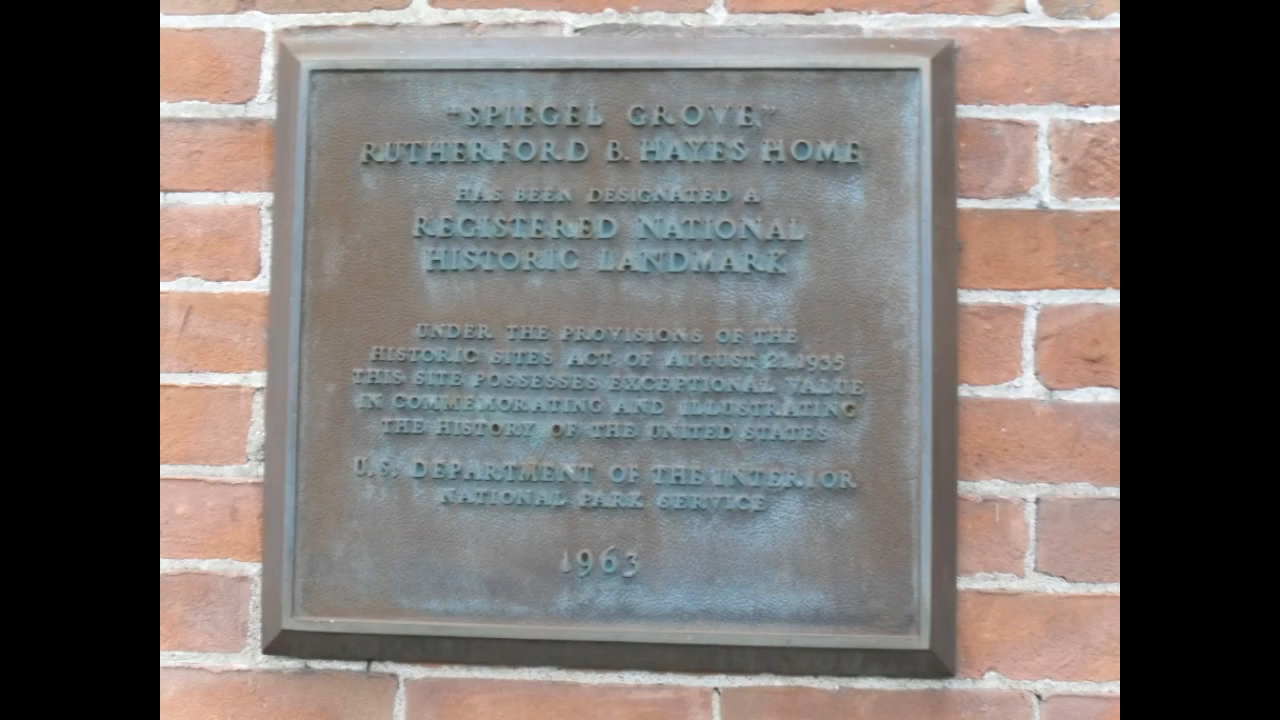 "SPIEGEL GROVE,"
RUTHERFORD B. HAYES HOME
HAS BEEN DESIGNATED A
REGISTERED NATIONAL
HISTORIC LANDMARK
UNDER THE PROVISIONS OF THE
HISTORIC SITES ACT OF AUGUST 21, 1935
THIS SITE POSSESSES EXCEPTIONAL VALUE
IN COMMEMORATING AND ILLUSTRATING
THE HISTORY OF THE UNITED STATES
U.S. DEPARTMENT OF THE INTERIOR
NATIONAL PARK SERVICE
1963